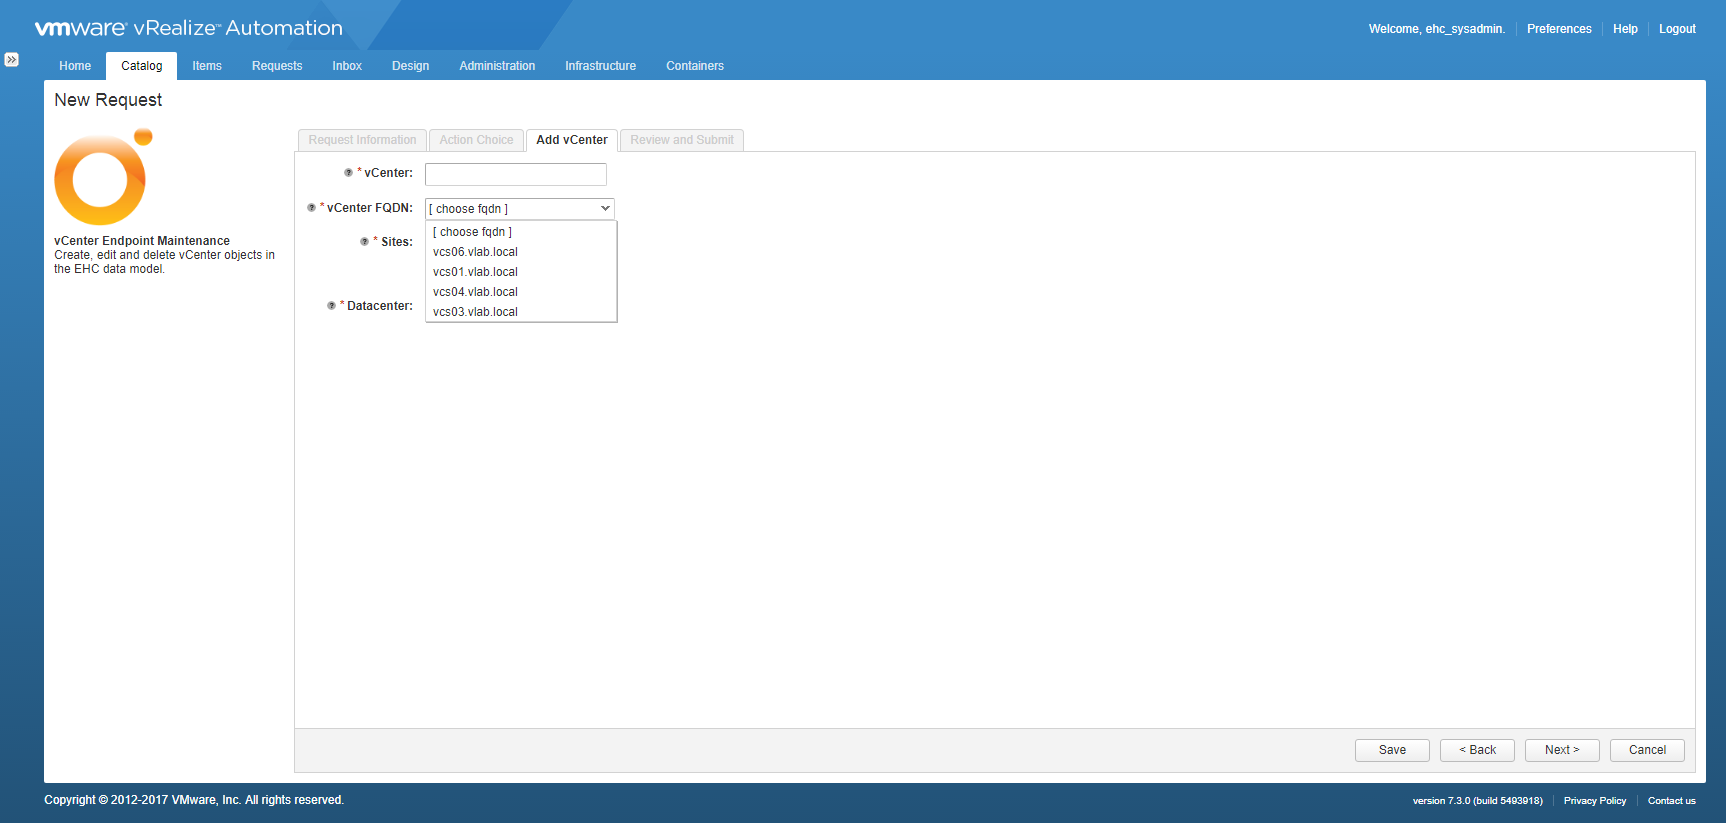 vmware® vRealize™ Automation
Welcome, ehc_sysadmin. Preferences Help Logout
Home Catalog Items Requests Inbox Design Administration Infrastructure Containers
New Request
Request Information Action Choice Add vCenter Review and Submit
* vCenter:
* vCenter FQDN: [ choose fqdn ]
[ choose fqdn ]
vcs06.vlab.local
vcs01.vlab.local
vcs04.vlab.local
vcs03.vlab.local
* Sites:
* Datacenter:
vCenter Endpoint Maintenance
Create, edit and delete vCenter objects in
the EHC data model.
Save < Back Next > Cancel
Copyright © 2012-2017 VMware, Inc. All rights reserved.
version 7.3.0 (build 5493918) Privacy Policy Contact us